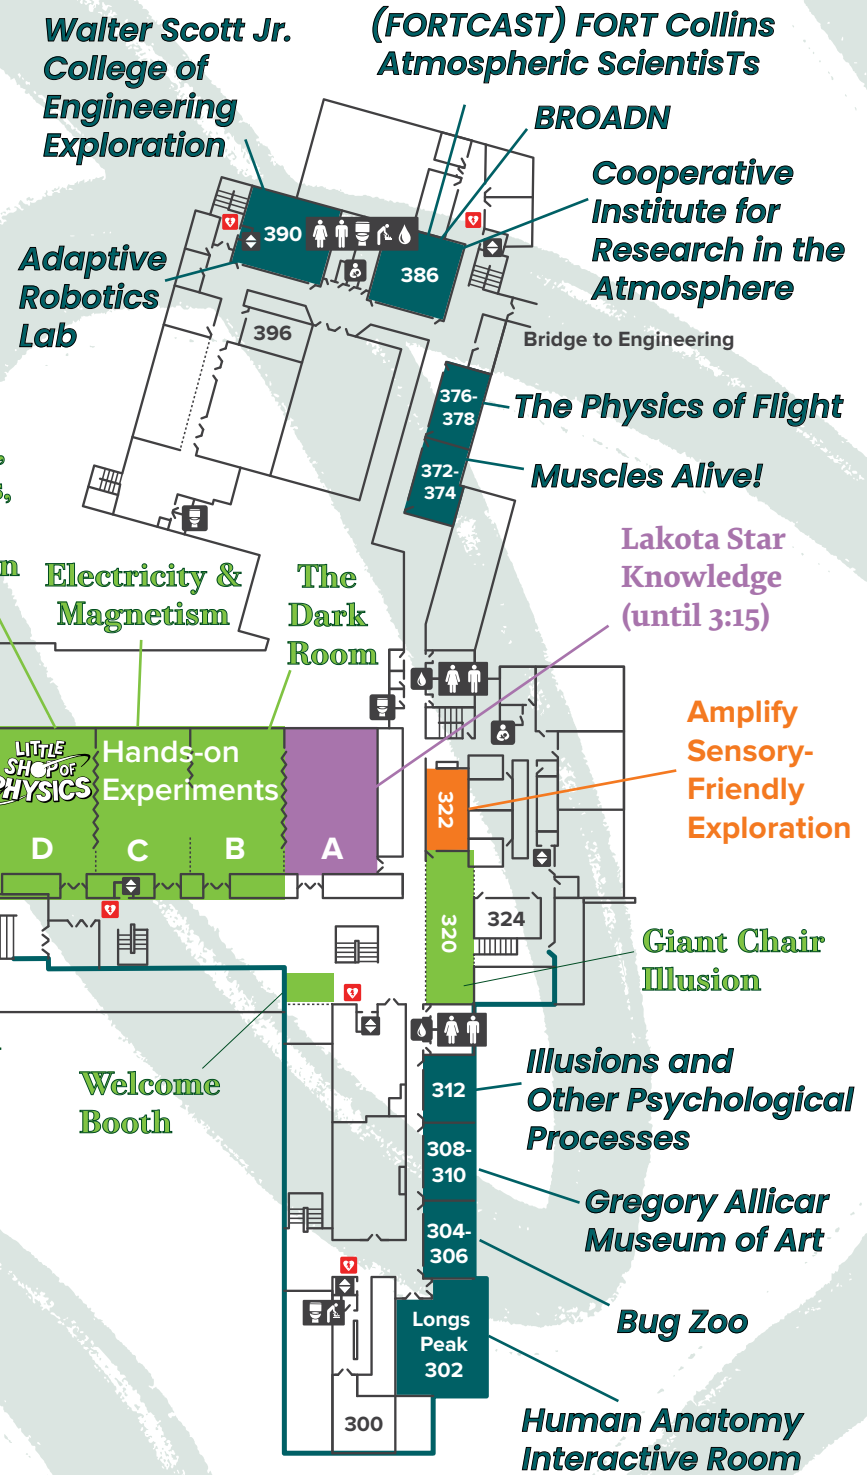 Walter Scott Jr.
College of
Engineering
Exploration
(FORTCAST) FORT Collins
Atmospheric ScientisTs
BROADN
Cooperative
Institute for
Research in the
Atmosphere
390
386
Adaptive
Robotics
Lab
396
Bridge to Engineering
376-
378
The Physics of Flight
372-
374
Muscles Alive!
s,
n
Electricity &
Magnetism
The
Dark
Room
Lakota Star
Knowledge
(until 3:15)
Amplify
Sensory-
Friendly
Exploration
LITTLE
SHOP OF
PHYSICS
Hands-on
Experiments
D
C
B
A
322
320
324
Giant Chair
Illusion
Welcome
Booth
312
Illusions and
Other Psychological
Processes
308-
310
Gregory Allicar
Museum of Art
304-
306
Bug Zoo
Longs
Peak
302
300
Human Anatomy
Interactive Room